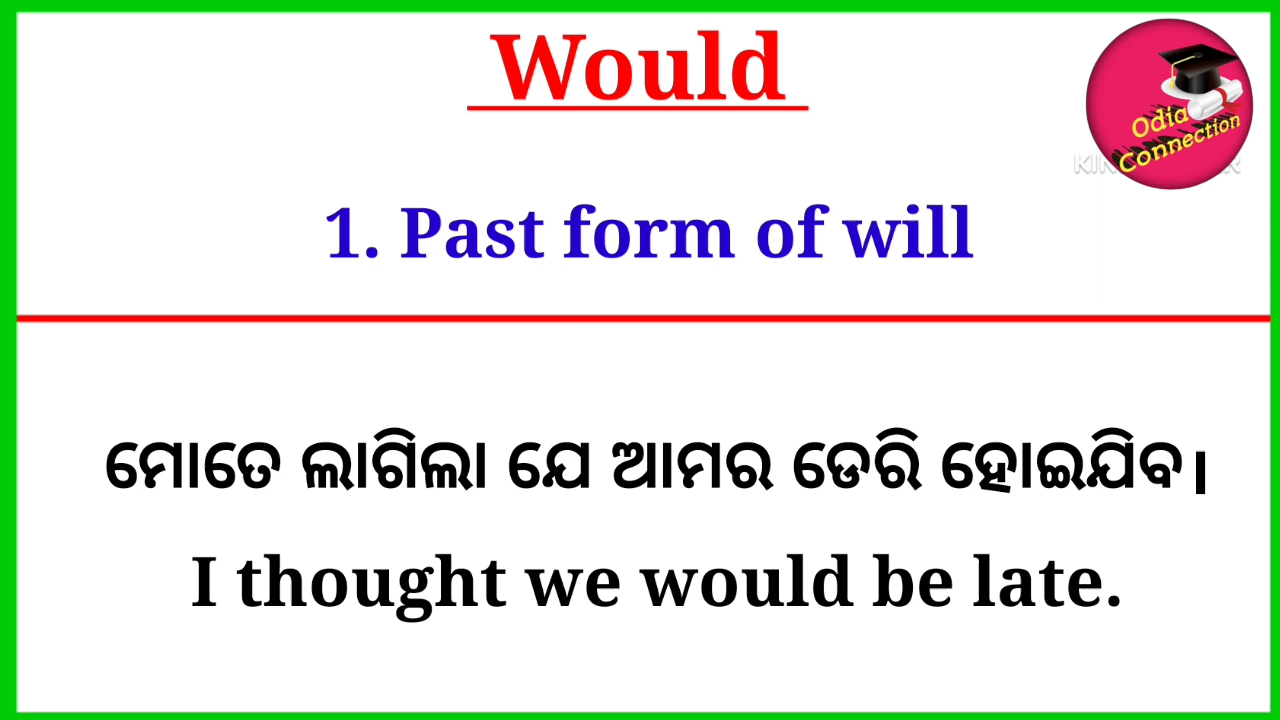 Would
Odia
Connection
1. Past form of will
ମୋତେ ଲାଗିଲା ଯେ ଆମର ଡେରି ହୋଇଯିବ।
I thought we would be late.